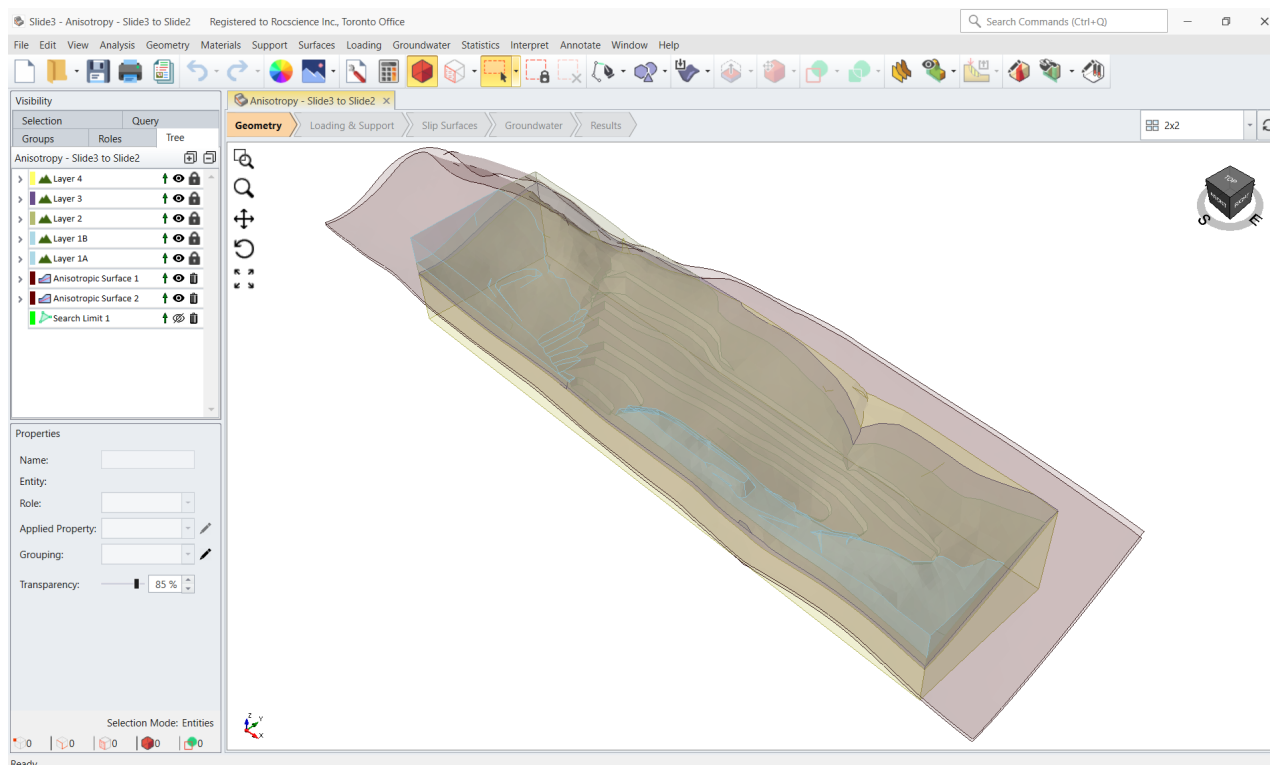 Slide3 - Anisotropy - Slide3 to Slide2 Registered to Rocscience Inc., Toronto Office
Search Commands (Ctrl+Q)
File Edit View Analysis Geometry Materials Support Surfaces Loading Groundwater Statistics Interpret Annotate Window Help
Visibility
Selection Query
Groups Roles Tree
Anisotropy - Slide3 to Slide2
Layer 4
Layer 3
Layer 2
Layer 1B
Layer 1A
Anisotropic Surface 1
Anisotropic Surface 2
Search Limit 1
Properties
Name:
Entity:
Role:
Applied Property:
Grouping:
Transparency: 85 %
Selection Mode: Entities
0 0 0 0 0
Ready
Anisotropy - Slide3 to Slide2
Geometry Loading & Support Slip Surfaces Groundwater Results
2x2
TOP
FRONT RIGHT
S E
Z Y
X